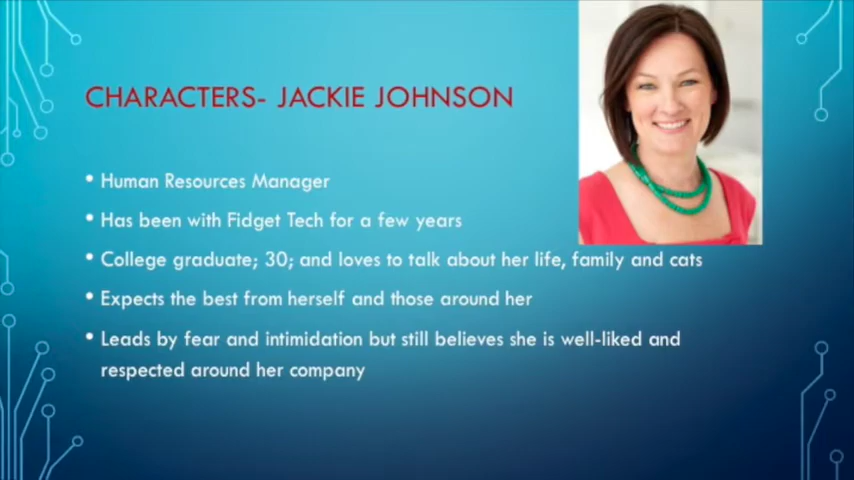 CHARACTERS- JACKIE JOHNSON
• Human Resources Manager
• Has been with Fidget Tech for a few years
• College graduate; 30; and loves to talk about her life, family and cats
• Expects the best from herself and those around her
• Leads by fear and intimidation but still believes she is well-liked and
respected around her company